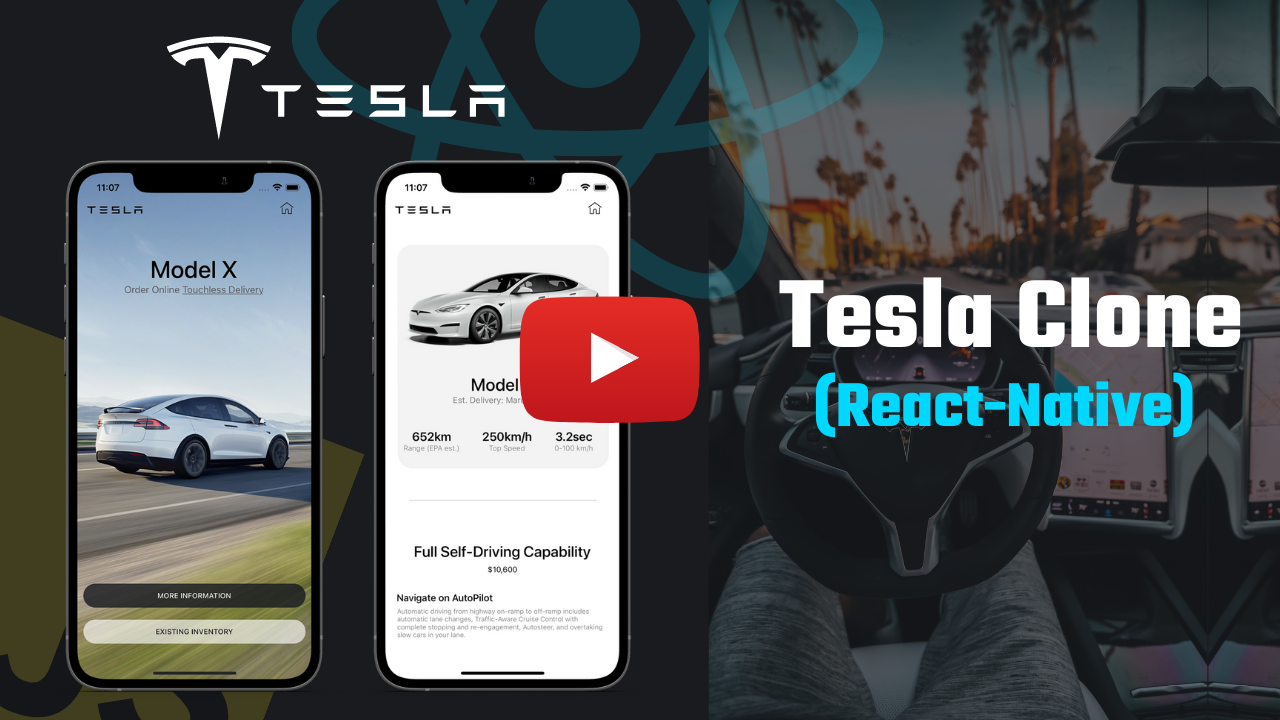 TESLA
11:07
TESLA
Model X
Order Online Touchless Delivery
MORE INFORMATION
EXISTING INVENTORY
11:07
TESLA
Model
Est. Delivery:
652km
250km/h
3.2sec
Range (EPA est.)
Top Speed
0-100 km/h
Full Self-Driving Capability
$10,600
Navigate on AutoPilot
Automatic driving from highway on-ramp to off-ramp includes
automatic lane changes, Traffic-Aware Cruise Control with
complete stopping and re-engagement, Autosteer, and overtaking
slow cars in your lane.
Tesla Clone
(React-Native)
JS